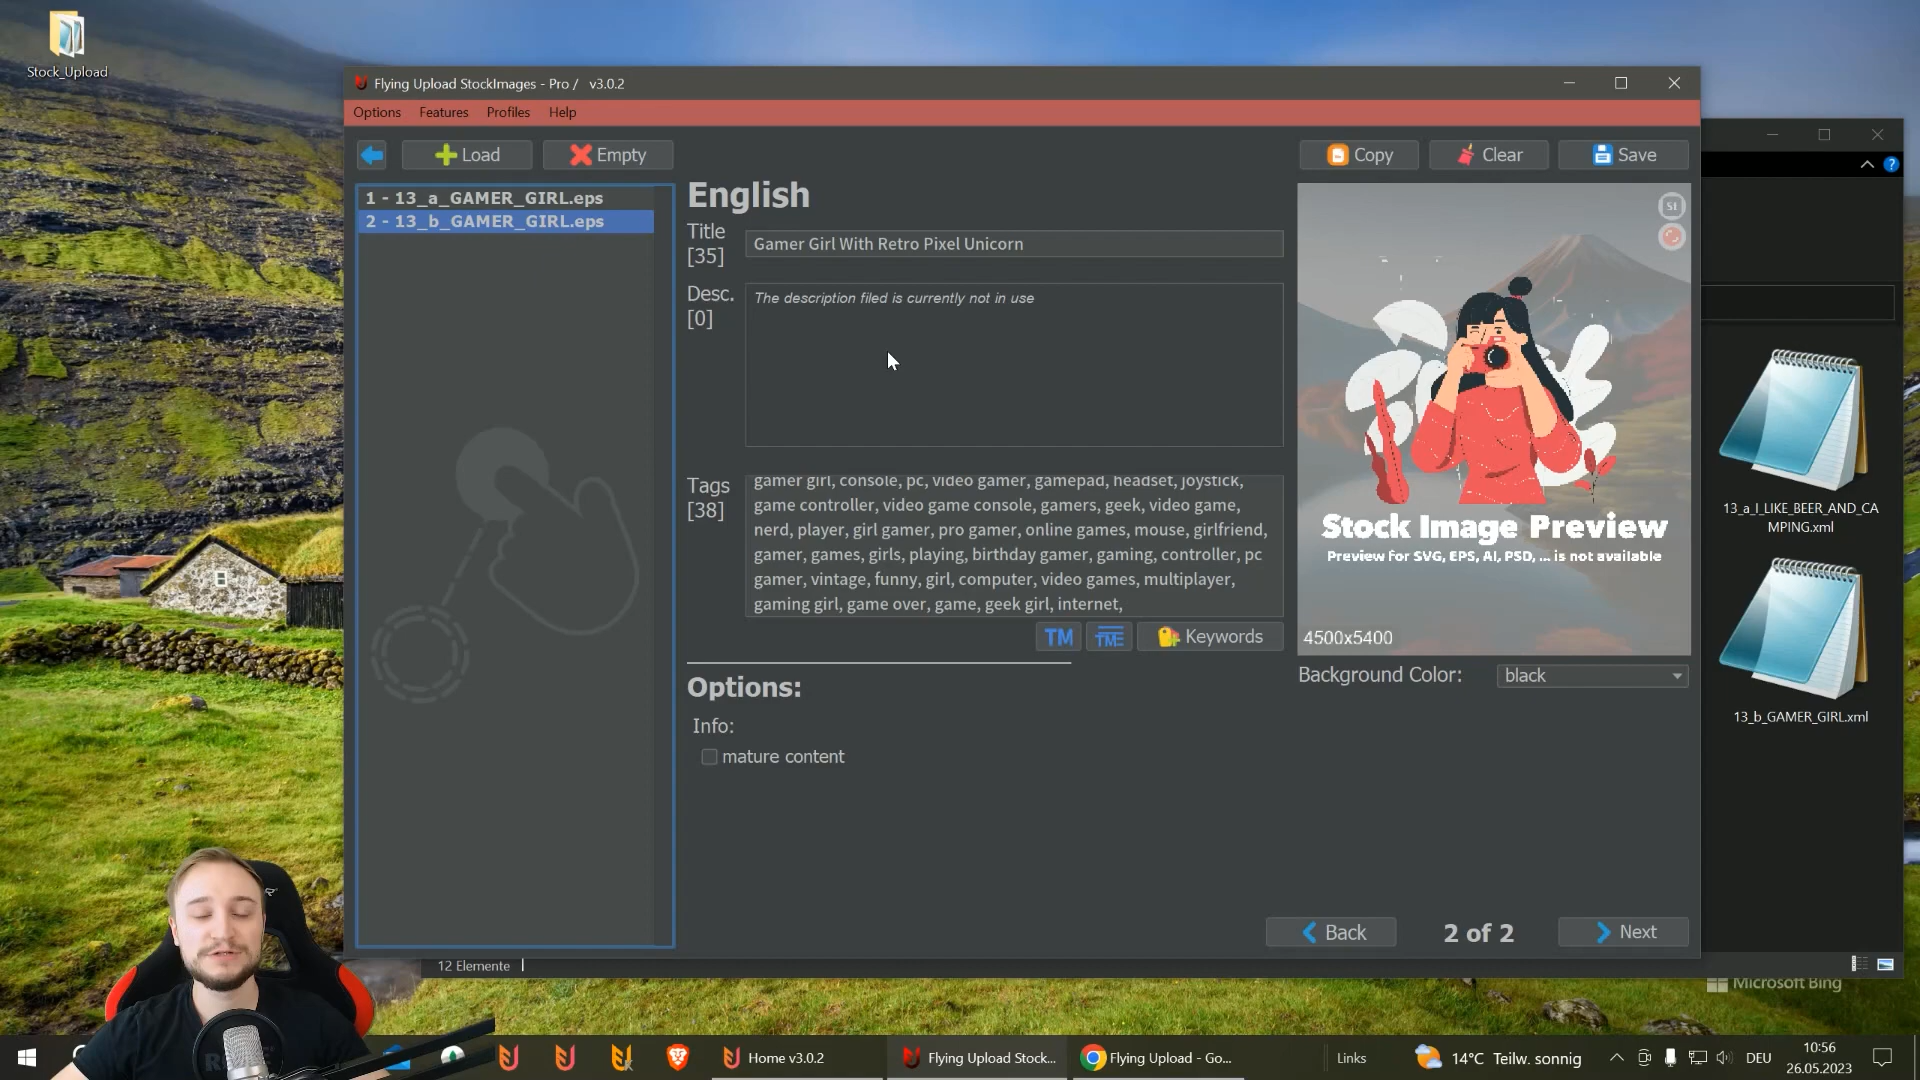 Stock_Upload
Flying Upload StockImages - Pro / v3.0.2
Options Features Profiles Help
Load Empty
Copy Clear Save
1 - 13_a_GAMER_GIRL.eps
2 - 13_b_GAMER_GIRL.eps
English
Title
[35]
Gamer Girl With Retro Pixel Unicorn
Desc.
[0]
The description filed is currently not in use
Tags
[38]
gamer girl, console, pc, video gamer, gamepad, headset, joystick,
game controller, video game console, gamers, geek, video game,
nerd, player, girl gamer, pro gamer, online games, mouse, girlfriend,
gamer, games, girls, playing, birthday gamer, gaming, controller, pc
gamer, vintage, funny, girl, computer, video games, multiplayer,
gaming girl, game over, game, geek girl, internet,
TM TM Keywords
Options:
Info:
mature content
St
Stock Image Preview
Preview for SVG, EPS, AI, PSD, ... is not available
4500x5400
Background Color: black
Back 2 of 2 Next
13_a_I_LIKE_BEER_AND_CA
MPING.xml
13_b_GAMER_GIRL.xml
12 Elemente
Microsoft Bing
Home v3.0.2
Flying Upload Stock...
Flying Upload - Go...
Links
14°C Teilw. sonnig
DEU
10:56
26.05.2023